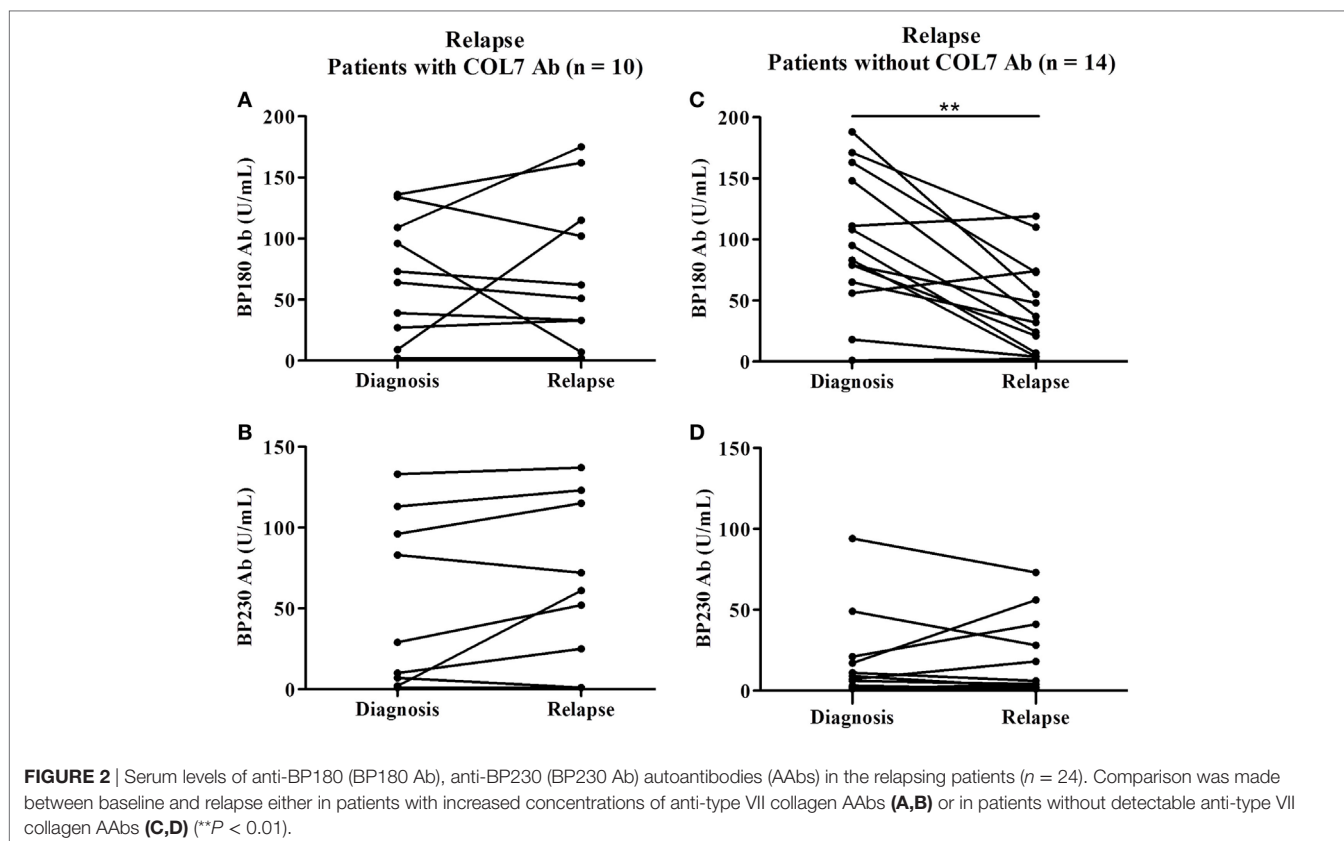 Relapse
Patients with COL7 Ab (n = 10)
Relapse
Patients without COL7 Ab (n = 14)
A
BP180 Ab (U/mL)
200
150
100
50
0
Diagnosis
Relapse
C
**
BP180 Ab (U/mL)
200
150
100
50
0
Diagnosis
Relapse
B
BP230 Ab (U/mL)
150
100
50
0
Diagnosis
Relapse
D
BP230 Ab (U/mL)
150
100
50
0
Diagnosis
Relapse
FIGURE 2 | Serum levels of anti-BP180 (BP180 Ab), anti-BP230 (BP230 Ab) autoantibodies (AAbs) in the relapsing patients (n = 24). Comparison was made
between baseline and relapse either in patients with increased concentrations of anti-type VII collagen AAbs (A,B) or in patients without detectable anti-type VII
collagen AAbs (C,D) (**P < 0.01).